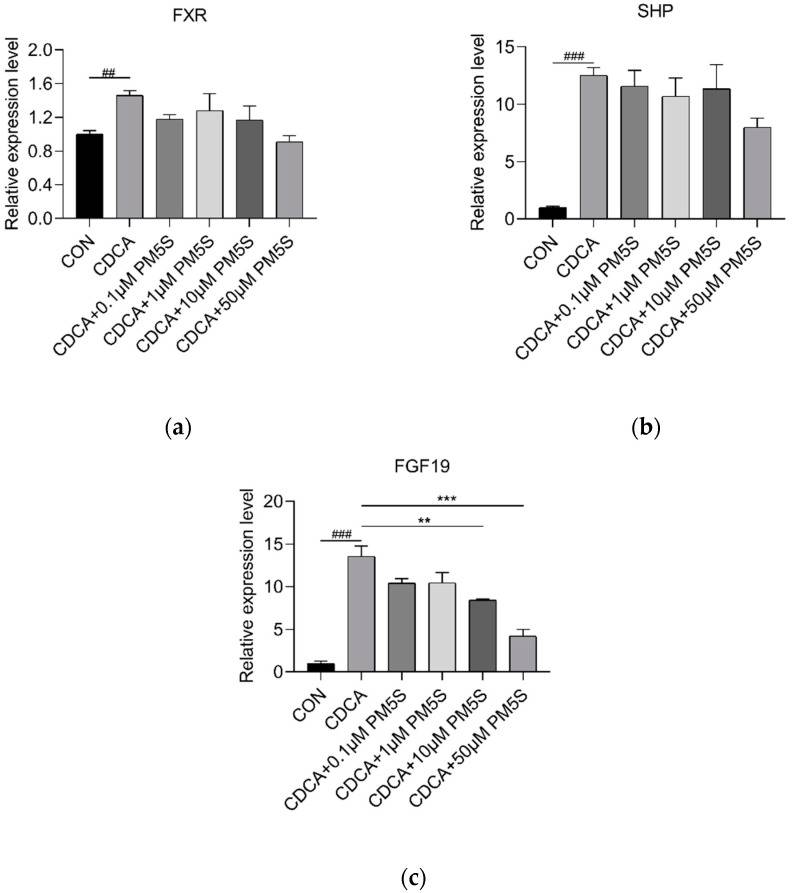 FXR
Relative expression level
2.0
1.6
1.2
0.8
0.4
0.0
##
CON
CDCA
CDCA+0.1μM PM5S
CDCA+1μM PM5S
CDCA+10μM PM5S
CDCA+50μM PM5S
(a)
SHP
Relative expression level
15
10
5
0
###
CON
CDCA
CDCA+0.1μM PM5S
CDCA+1μM PM5S
CDCA+10μM PM5S
CDCA+50μM PM5S
(b)
FGF19
Relative expression level
20
15
10
5
0
###
**
***
CON
CDCA
CDCA+0.1μM PM5S
CDCA+1μM PM5S
CDCA+10μM PM5S
CDCA+50μM PM5S
(c)